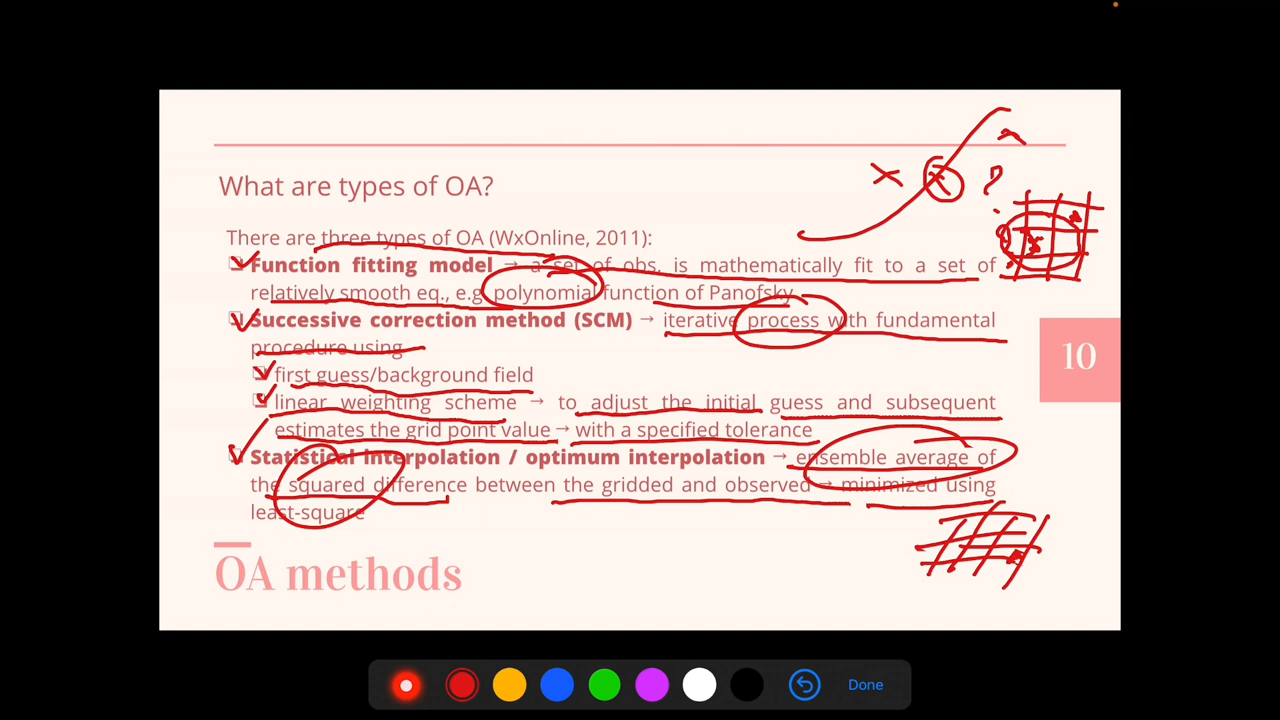 What are types of OA?
There are three types of OA (WxOnline, 2011):
Function fitting model → a set of obs. is mathematically fit to a set of
relatively smooth eq., e.g. polynomial function of Panofsky
Successive correction method (SCM) → iterative process with fundamental
procedure using
first guess/background field
linear weighting scheme → to adjust the initial guess and subsequent
estimates the grid point value → with a specified tolerance
Statistical interpolation / optimum interpolation → ensemble average of
the squared difference between the gridded and observed → minimized using
least-square
10
OA methods
Done